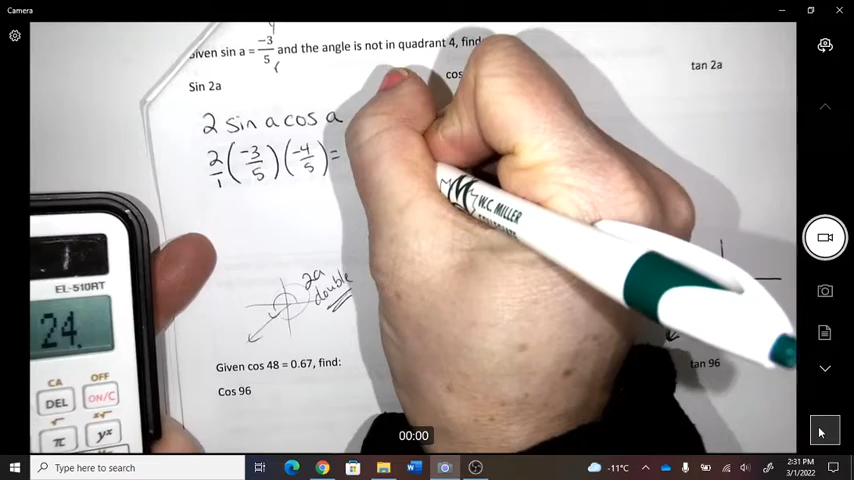 Camera
4
Given sin a = -3/5 and the angle is not in quadrant 4, find:
Sin 2a
cos
tan 2a
2 sin a cos a
2/1 (-3/5)(-4/5) =
EL-510RT
24.
CA OFF
DEL ON/C
π yˣ
W.C. MILLER
COLLEGIATE
2a
double
Given cos 48 = 0.67, find:
Cos 96
tan 96
00:00
Type here to search
-11°C
2:31 PM
3/1/2022